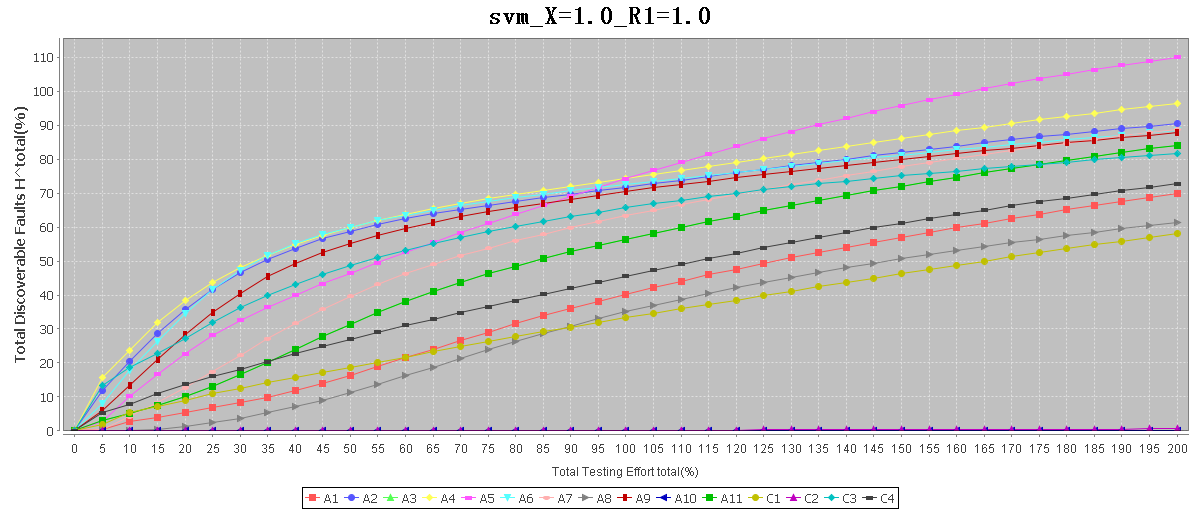 svm_X=1.0_R1=1.0
Total Discoverable Faults H^total(%)
110
100
90
80
70
60
50
40
30
20
10
0
0 5 10 15 20 25 30 35 40 45 50 55 60 65 70 75 80 85 90 95 100 105 110 115 120 125 130 135 140 145 150 155 160 165 170 175 180 185 190 195 200
Total Testing Effort total(%)
A1 A2 A3 A4 A5 A6 A7 A8 A9 A10 A11 C1 C2 C3 C4